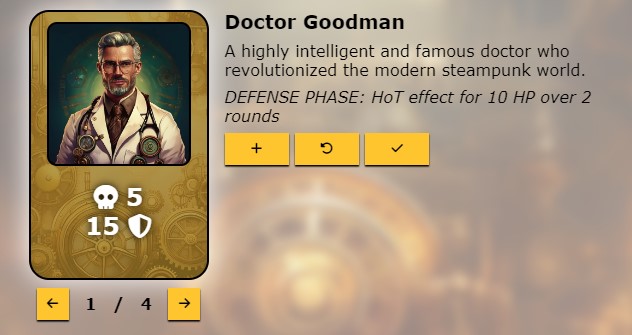 Doctor Goodman
A highly intelligent and famous doctor who
revolutionized the modern steampunk world.
DEFENSE PHASE: HoT effect for 10 HP over 2
rounds
5
15
1 / 4